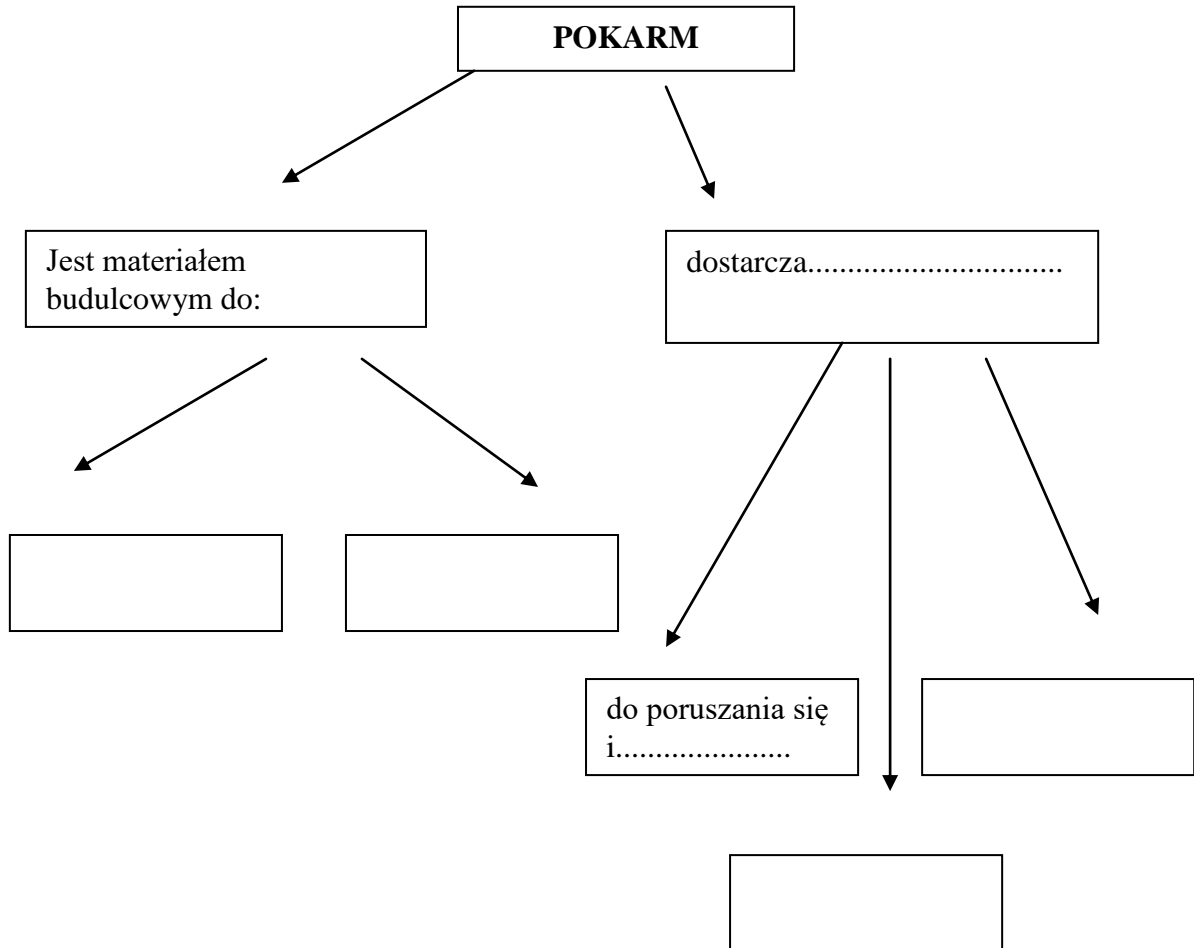 POKARM
Jest materiałem
budulcowym do:
dostarcza................................
do poruszania się
i......................